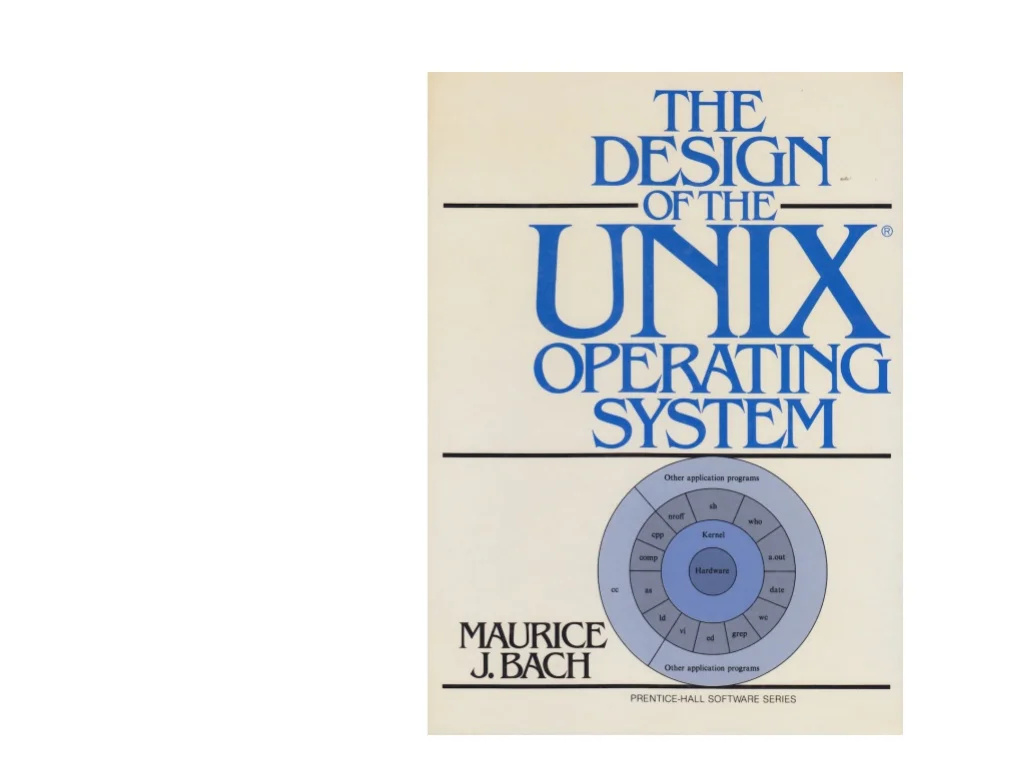 THE
DESIGN
OF THE
UNIX®
OPERATING
SYSTEM
Other application programs
sh
nroff
who
cpp
Kernel
comp
a.out
Hardware
cc
as
date
ld
wc
vi
ed
grep
Other application programs
MAURICE
J. BACH
PRENTICE-HALL SOFTWARE SERIES